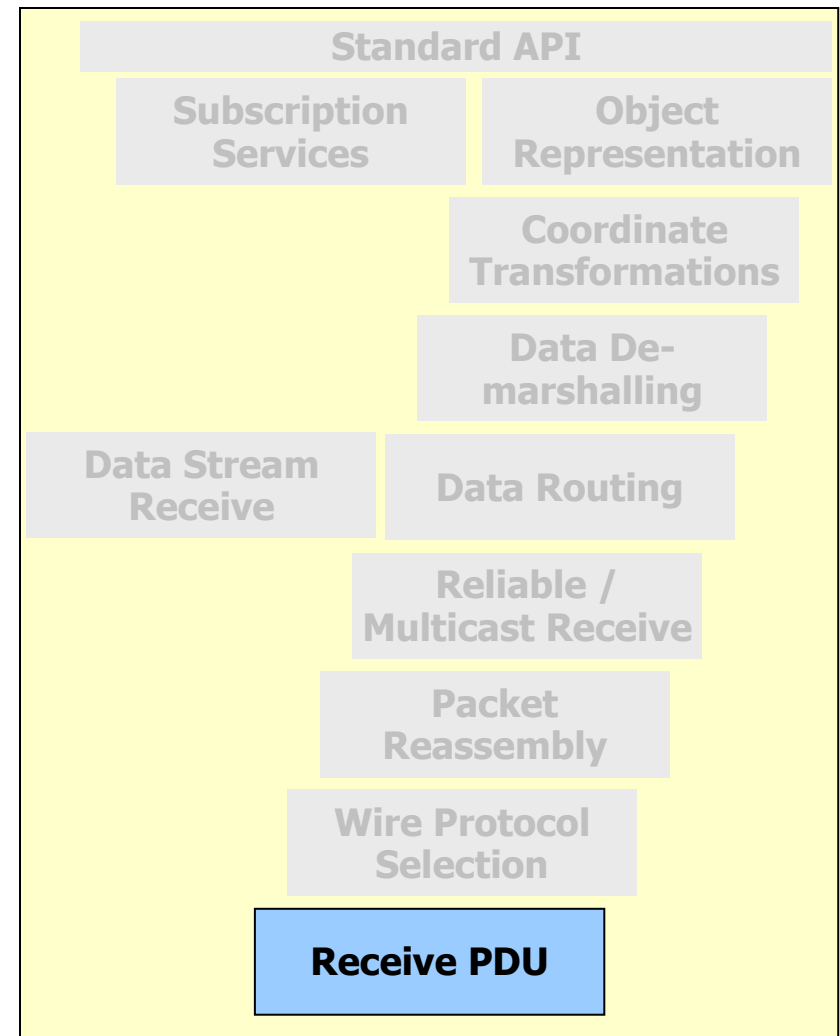 Standard API
Subscription
Services
Object
Representation
Coordinate
Transformations
Data De-
marshalling
Data Stream
Receive
Data Routing
Reliable /
Multicast Receive
Packet
Reassembly
Wire Protocol
Selection
Receive PDU